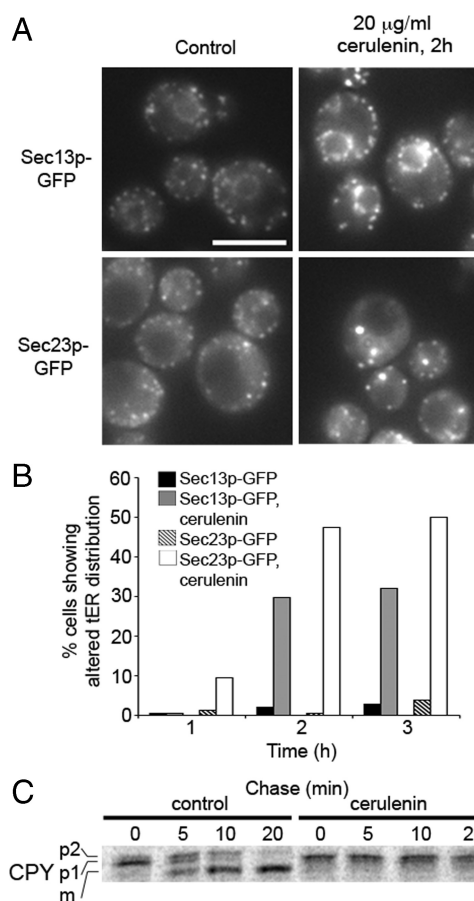 A
Control
20 μg/ml
cerulenin, 2h
Sec13p-
GFP
Sec23p-
GFP
B
60
50
40
30
20
10
0
% cells showing
altered tER distribution
Sec13p-GFP
Sec13p-GFP,
cerulenin
Sec23p-GFP
Sec23p-GFP,
cerulenin
1 2 3
Time (h)
C
Chase (min)
control cerulenin
0 5 10 20 0 5 10 2
p2
CPY p1
m